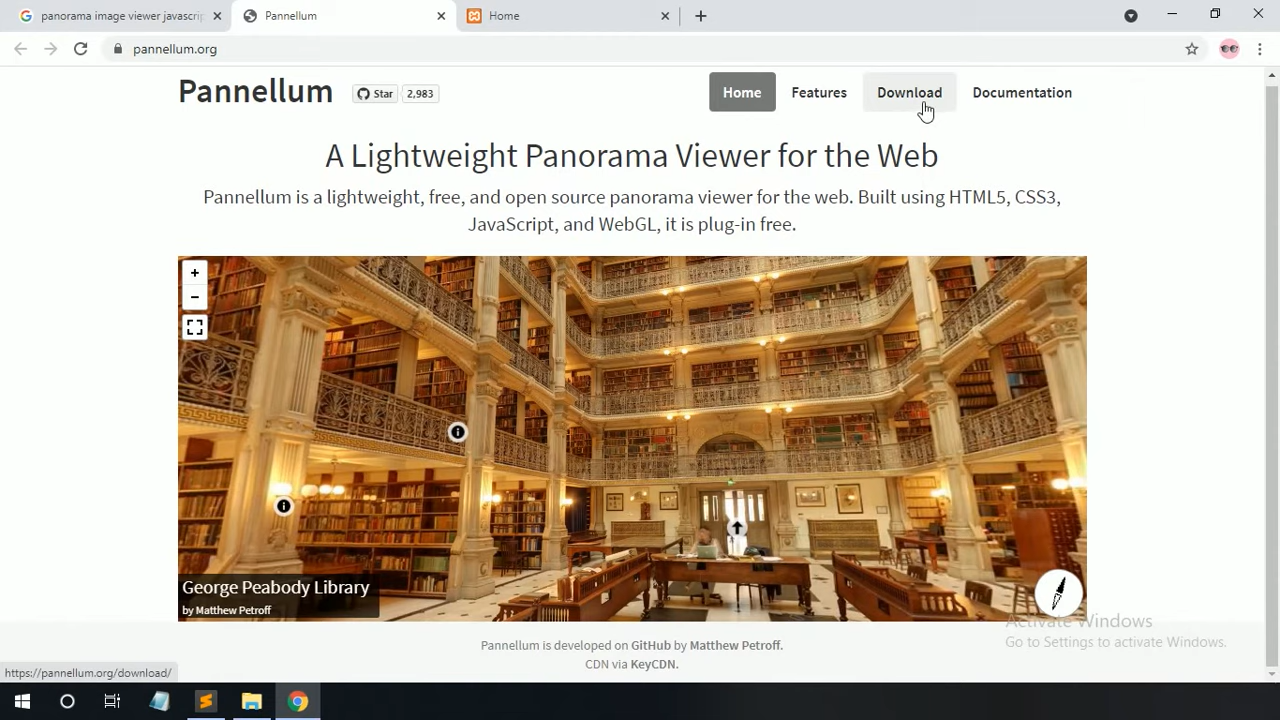 panorama image viewer javascrip
Pannellum
Home
pannellum.org
Pannellum
Star 2,983
Home Features Download Documentation
A Lightweight Panorama Viewer for the Web
Pannellum is a lightweight, free, and open source panorama viewer for the web. Built using HTML5, CSS3,
JavaScript, and WebGL, it is plug-in free.
+
−
George Peabody Library
by Matthew Petroff
Activate Windows
Go to Settings to activate Windows.
Pannellum is developed on GitHub by Matthew Petroff.
CDN via KeyCDN.
https://pannellum.org/download/